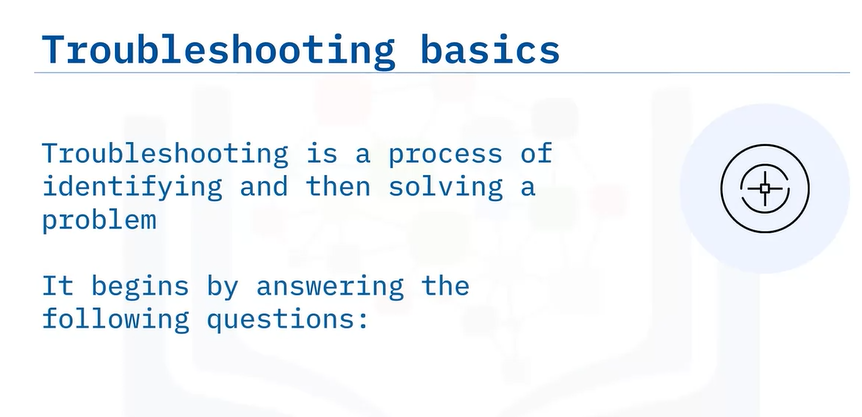 Troubleshooting basics
Troubleshooting is a process of
identifying and then solving a
problem
It begins by answering the
following questions: